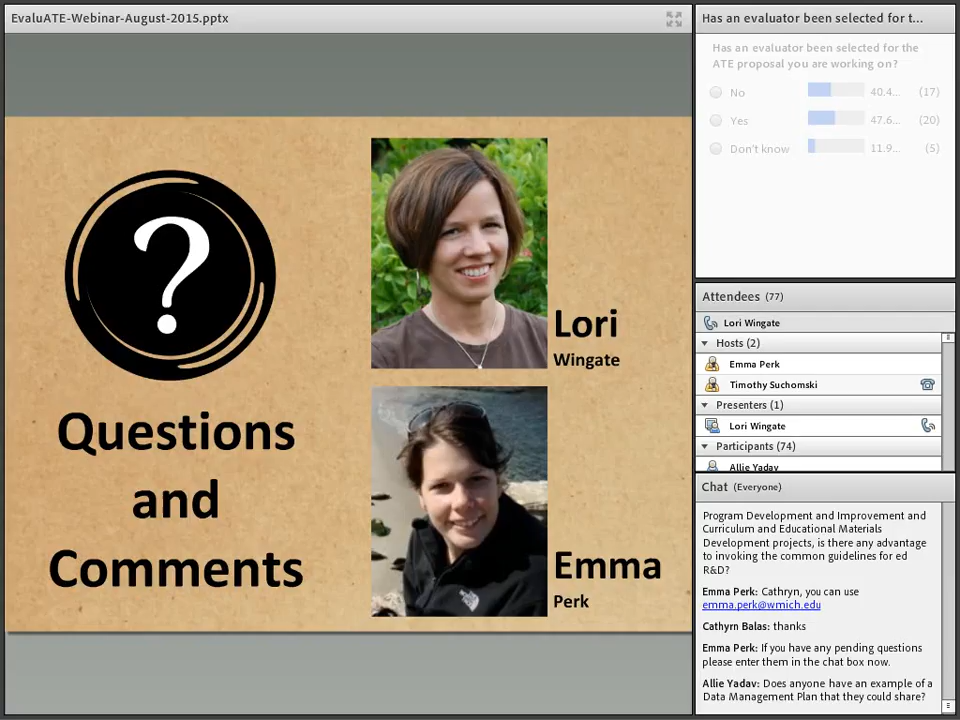 EvaluATE-Webinar-August-2015.pptx
?
Questions
and
Comments
Lori
Wingate
Emma
Perk
Has an evaluator been selected for t...
Has an evaluator been selected for the
ATE proposal you are working on?
No 40.4... (17)
Yes 47.6... (20)
Don't know 11.9... (5)
Attendees (77)
Lori Wingate
Hosts (2)
Emma Perk
Timothy Suchomski
Presenters (1)
Lori Wingate
Participants (74)
Allie Yadav
Chat (Everyone)
Program Development and Improvement and
Curriculum and Educational Materials
Development projects, is there any advantage
to invoking the common guidelines for ed
R&D?
Emma Perk: Cathryn, you can use
emma.perk@wmich.edu
Cathyrn Balas: thanks
Emma Perk: If you have any pending questions
please enter them in the chat box now.
Allie Yadav: Does anyone have an example of a
Data Management Plan that they could share?